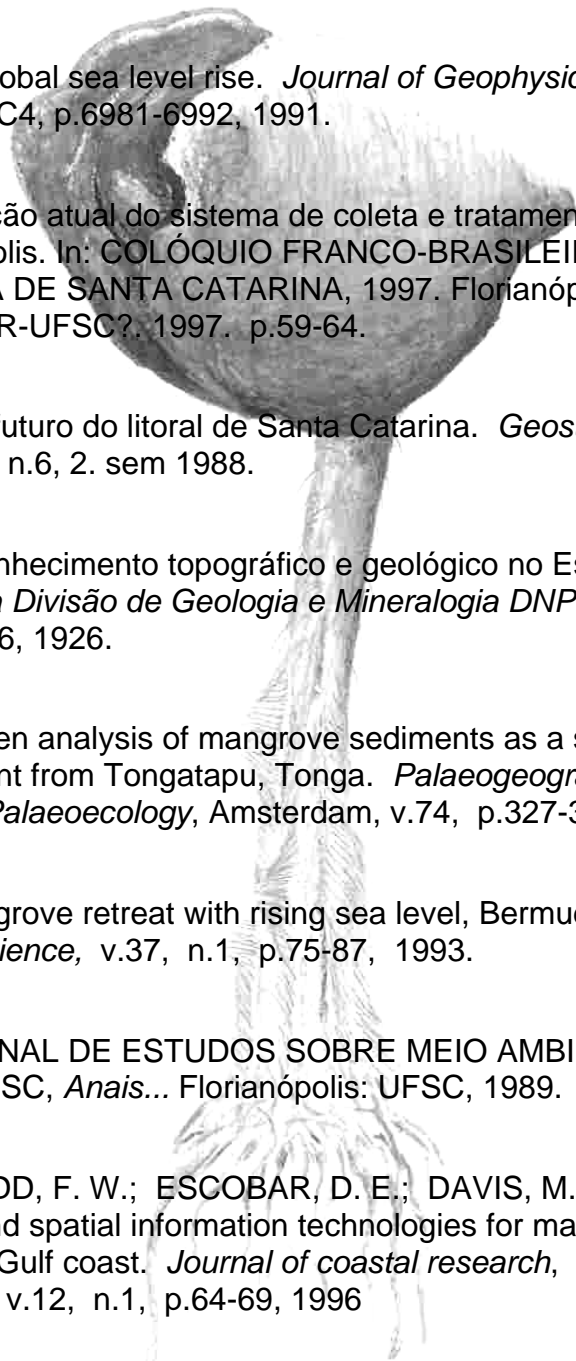 obal sea level rise. Journal of Geophysic
C4, p.6981-6992, 1991.
ção atual do sistema de coleta e tratamen
olis. In: COLÓQUIO FRANCO-BRASILEI
A DE SANTA CATARINA, 1997. Florianóp
R-UFSC?. 1997. p.59-64.
futuro do litoral de Santa Catarina. Geos
n.6, 2. sem 1988.
nhecimento topográfico e geológico no Es
a Divisão de Geologia e Mineralogia DNP
6, 1926.
en analysis of mangrove sediments as a s
nt from Tongatapu, Tonga. Palaeogeogra
Palaeoecology, Amsterdam, v.74, p.327-3
grove retreat with rising sea level, Bermu
ience, v.37, n.1, p.75-87, 1993.
NAL DE ESTUDOS SOBRE MEIO AMBI
SC, Anais... Florianópolis: UFSC, 1989.
DD, F. W.; ESCOBAR, D. E.; DAVIS, M.
nd spatial information technologies for ma
Gulf coast. Journal of coastal research,
v.12, n.1, p.64-69, 1996